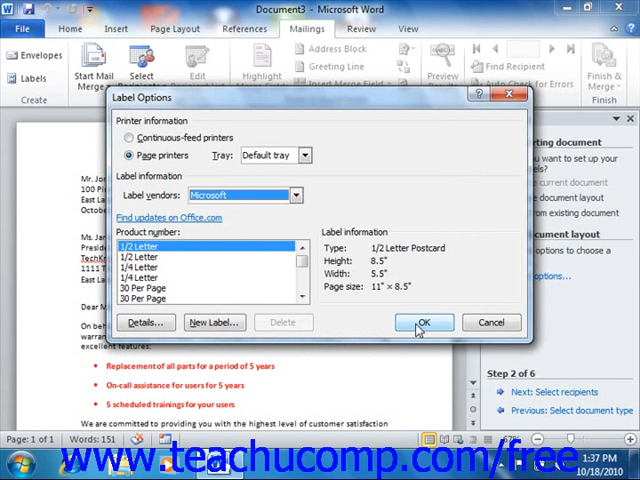 Document3 - Microsoft Word
File Home Insert Page Layout References Mailings Review View
Envelopes
Labels
Create
Start Mail Merge
Select
Edit
Highlight
Address Block
Greeting Line
Insert Merge Field
Preview
Find Recipient
Auto Check for Errors
Finish & Merge
Finish
Label Options
Printer information
Continuous-feed printers
Page printers Tray: Default tray
Label information
Label vendors: Microsoft
Find updates on Office.com
Product number:
1/2 Letter
1/2 Letter
1/4 Letter
1/4 Letter
30 Per Page
30 Per Page
Label information
Type: 1/2 Letter Postcard
Height: 8.5"
Width: 5.5"
Page size: 11" × 8.5"
Details... New Label... Delete OK Cancel
Mr. Jo
100 Pi
East La
Octob
Ms. Ja
Presid
TechK
1111 T
East La
Dear M
On beh
warran
excellent features:
Replacement of all parts for a period of 5 years
On-call assistance for users for 5 years
5 scheduled trainings for your users
We are committed to providing you with the highest level of customer satisfaction
rting document
you want to set up your
e current document
from existing document
document layout
options to choose a
options...
Step 2 of 6
Next: Select recipients
Previous: Select document type
Page: 1 of 1 Words: 151 67%
www.teachucomp.com/free
1:37 PM
10/18/2010